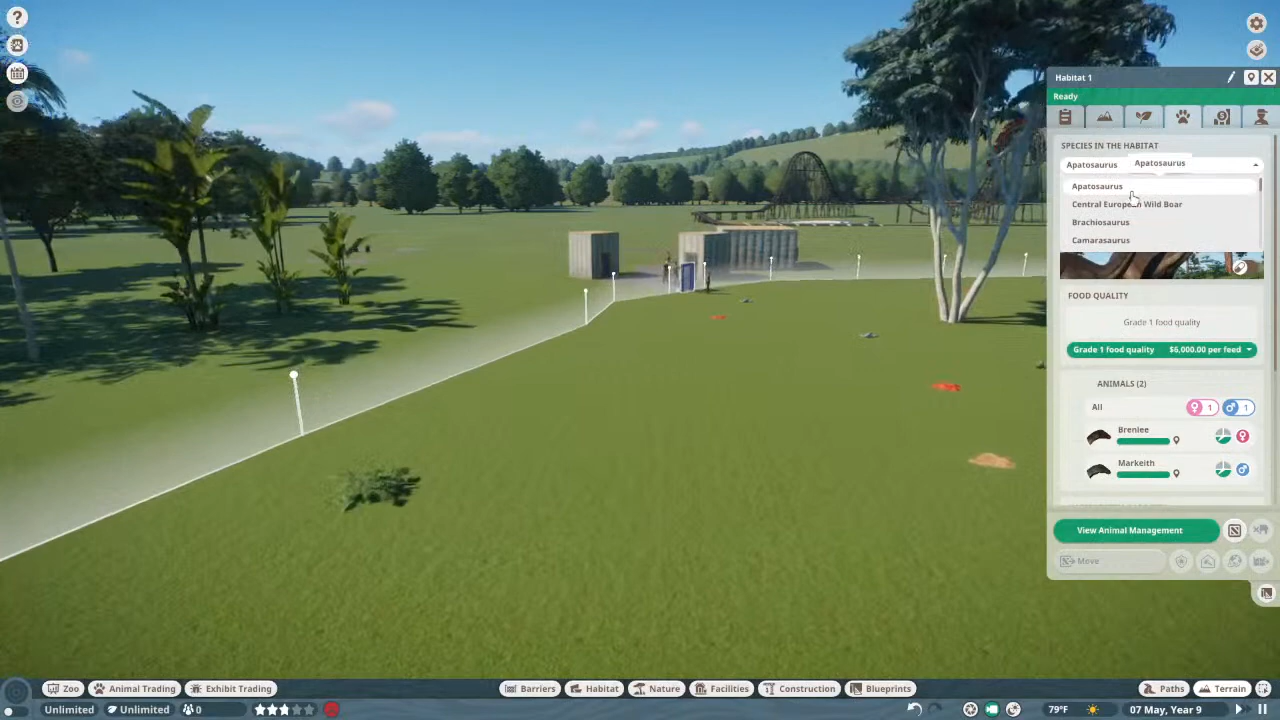 ?
Habitat 1
Ready
SPECIES IN THE HABITAT
Apatosaurus
Apatosaurus
Apatosaurus
Central European Wild Boar
Brachiosaurus
Camarasaurus
FOOD QUALITY
Grade 1 food quality
Grade 1 food quality $6,000.00 per feed
ANIMALS (2)
All 1 1
Brenlee
Markeith
View Animal Management
Move
Zoo Animal Trading Exhibit Trading Barriers Habitat Nature Facilities Construction Blueprints Paths Terrain
Unlimited Unlimited 0 79°F 07 May, Year 9